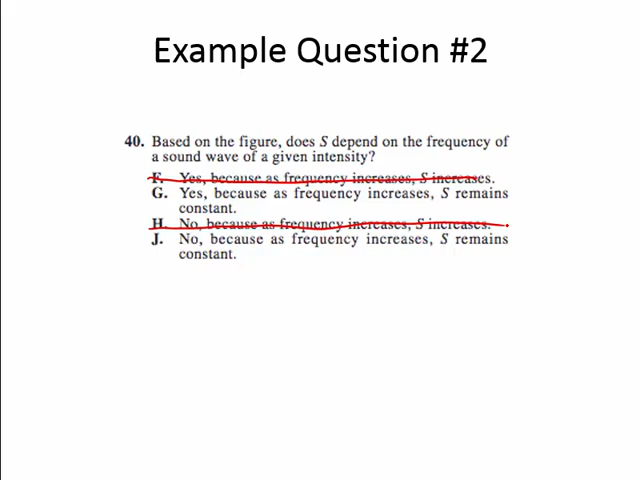 Example Question #2
40. Based on the figure, does S depend on the frequency of
a sound wave of a given intensity?
F. Yes, because as frequency increases, S increases.
G. Yes, because as frequency increases, S remains
constant.
H. No, because as frequency increases, S increases.
J. No, because as frequency increases, S remains
constant.